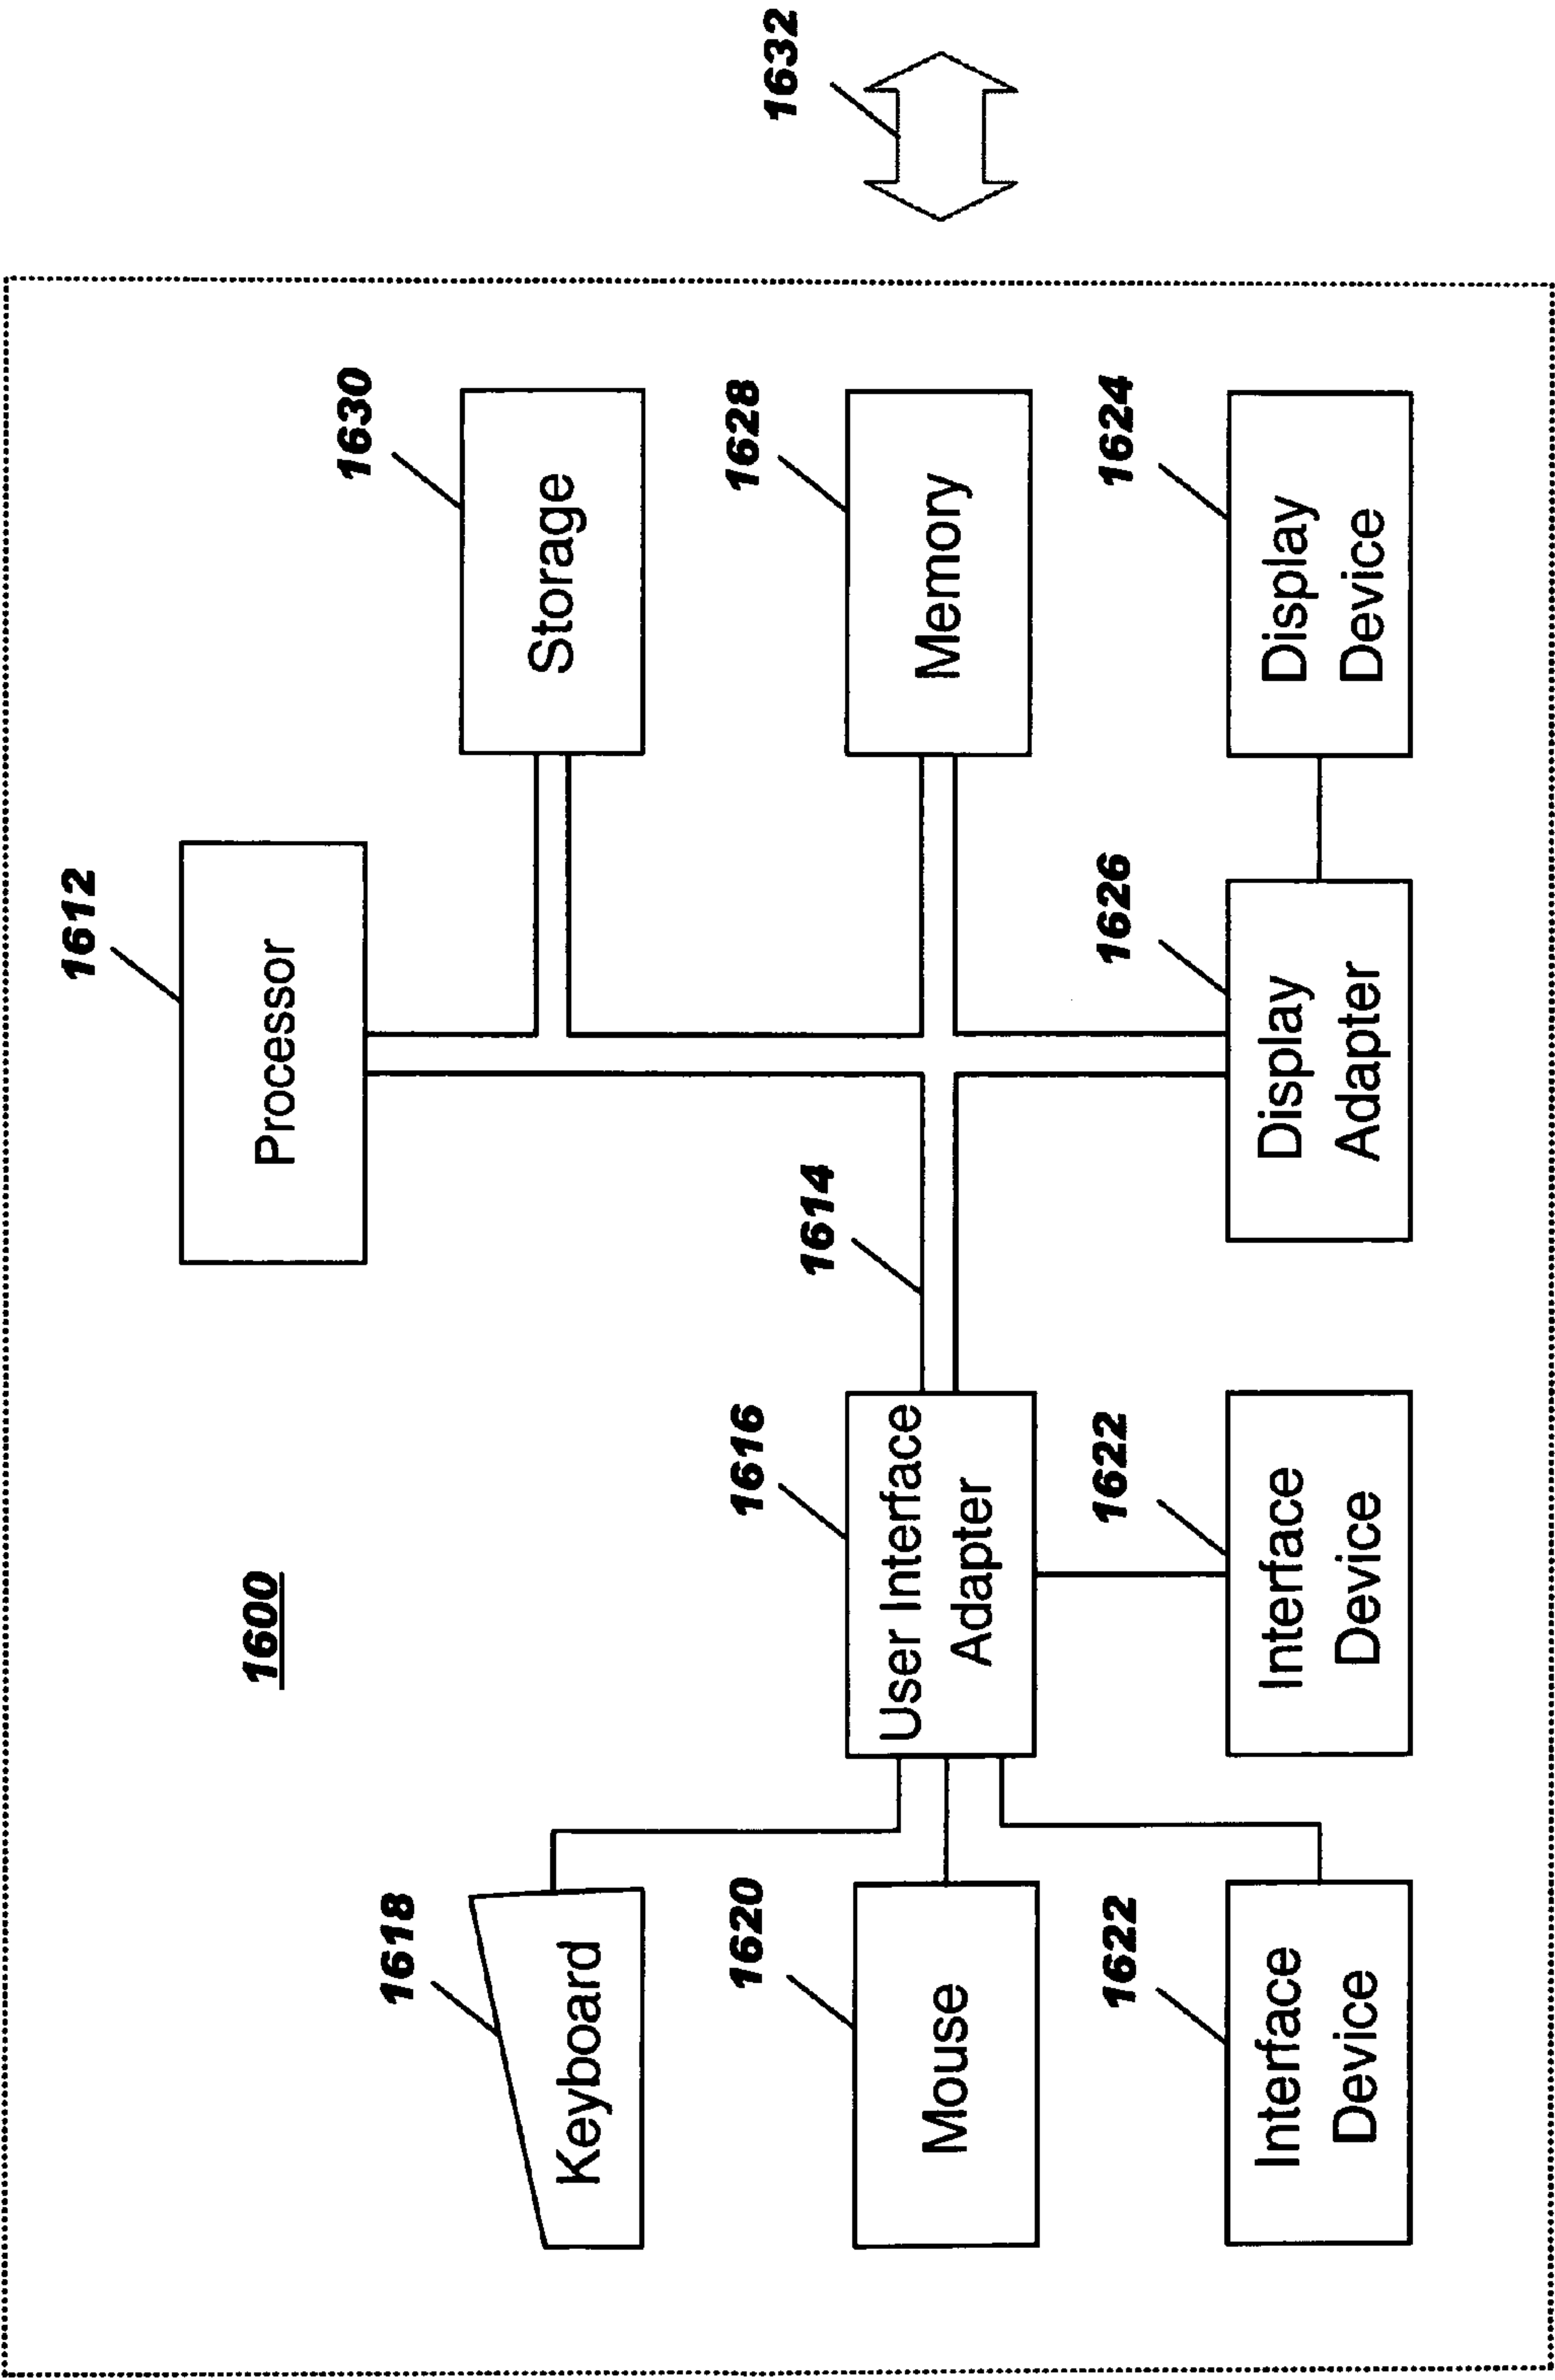 1600
1612
Processor
1630
Storage
1618
Keyboard
1614
1616
User Interface
Adapter
1620
Mouse
1628
Memory
1632
1622
Interface
Device
1622
Interface
Device
1626
Display
Adapter
1624
Display
Device